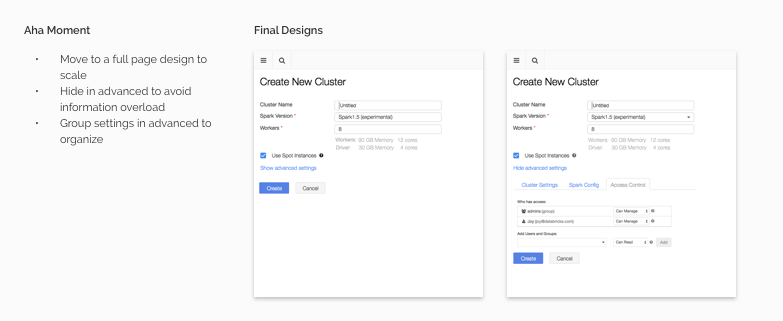 Aha Moment
Move to a full page design to
scale
Hide in advanced to avoid
information overload
Group settings in advanced to
organize
Final Designs
Create New Cluster
Cluster Name
Untitled
Spark Version *
Spark1.5 (experimental)
Workers *
8
Workers: 80 GB Memory 12 cores
Driver 30 GB Memory 4 cores
Use Spot Instances
Show advanced settings
Create
Cancel
Create New Cluster
Cluster Name
Untitled
Spark Version *
Spark1.5 (experimental)
Workers *
8
Workers: 80 GB Memory 12 cores
Driver 30 GB Memory 4 cores
Use Spot Instances
Hide advanced settings
Cluster Settings
Spark Config
Access Control
Who has access:
admins (group)
Can Manage
Can Manage
Add Users and Groups:
Can Read
Add
Create
Cancel